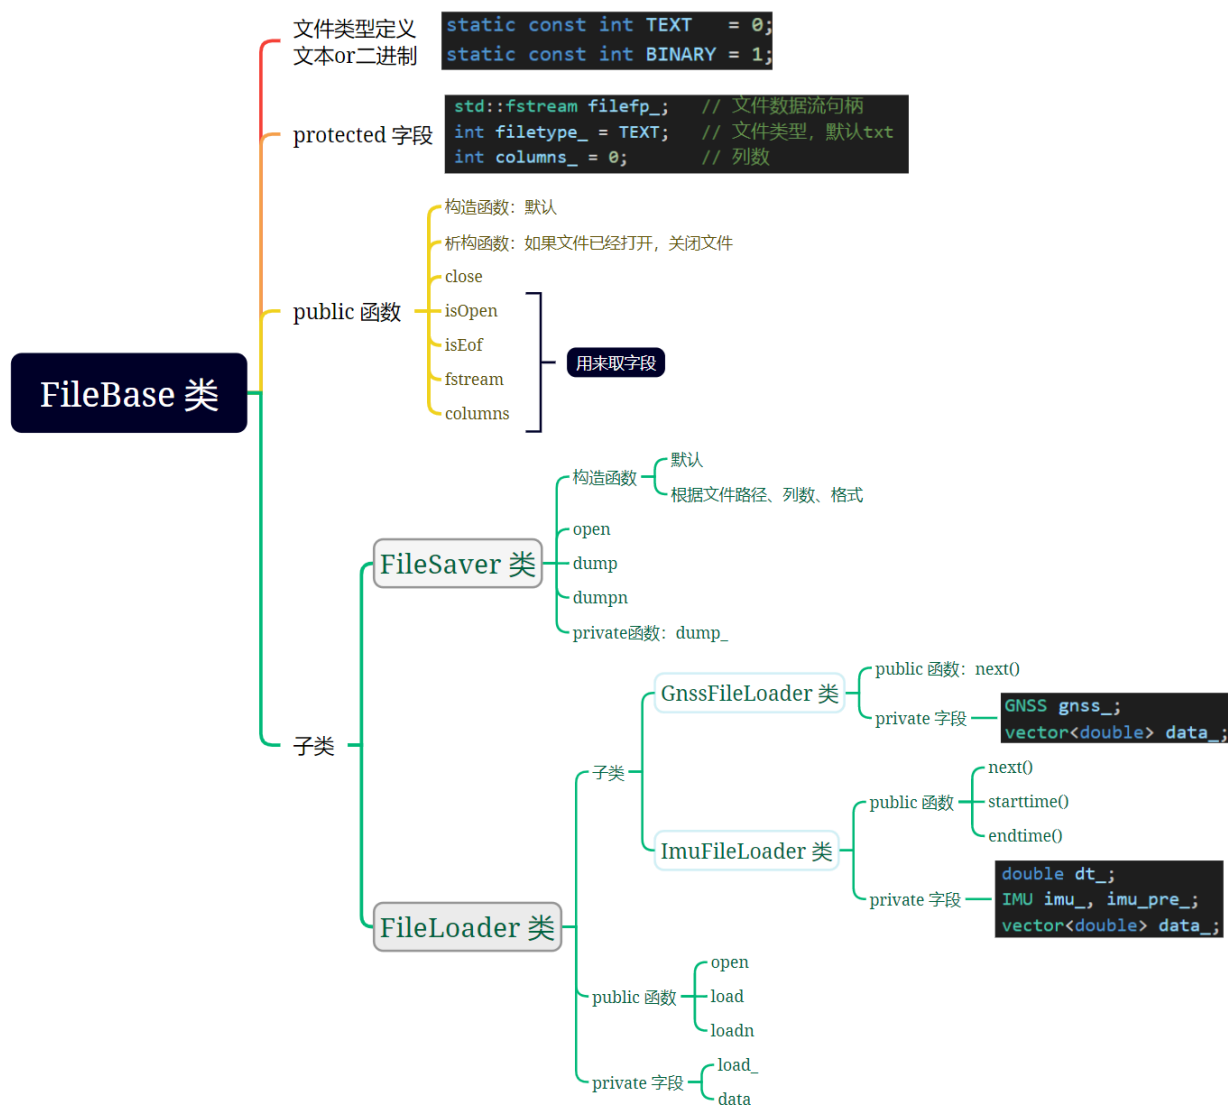 文件类型定义
文本or二进制
static const int TEXT   = 0;
static const int BINARY = 1;
protected 字段
std::fstream filefp_;   // 文件数据流句柄
int filetype_ = TEXT;   // 文件类型，默认txt
int columns_ = 0;       // 列数
public 函数
构造函数：默认
析构函数：如果文件已经打开，关闭文件
close
isOpen
isEof
fstream
columns
用来取字段
FileBase 类
子类
FileSaver 类
构造函数
默认
根据文件路径、列数、格式
open
dump
dumpn
private函数：dump_
FileLoader 类
子类
GnssFileLoader 类
public 函数：next()
private 字段
GNSS gnss_;
vector<double> data_;
ImuFileLoader 类
public 函数
next()
starttime()
endtime()
private 字段
double dt_;
IMU imu_, imu_pre_;
vector<double> data_;
public 函数
open
load
loadn
private 字段
load_
data